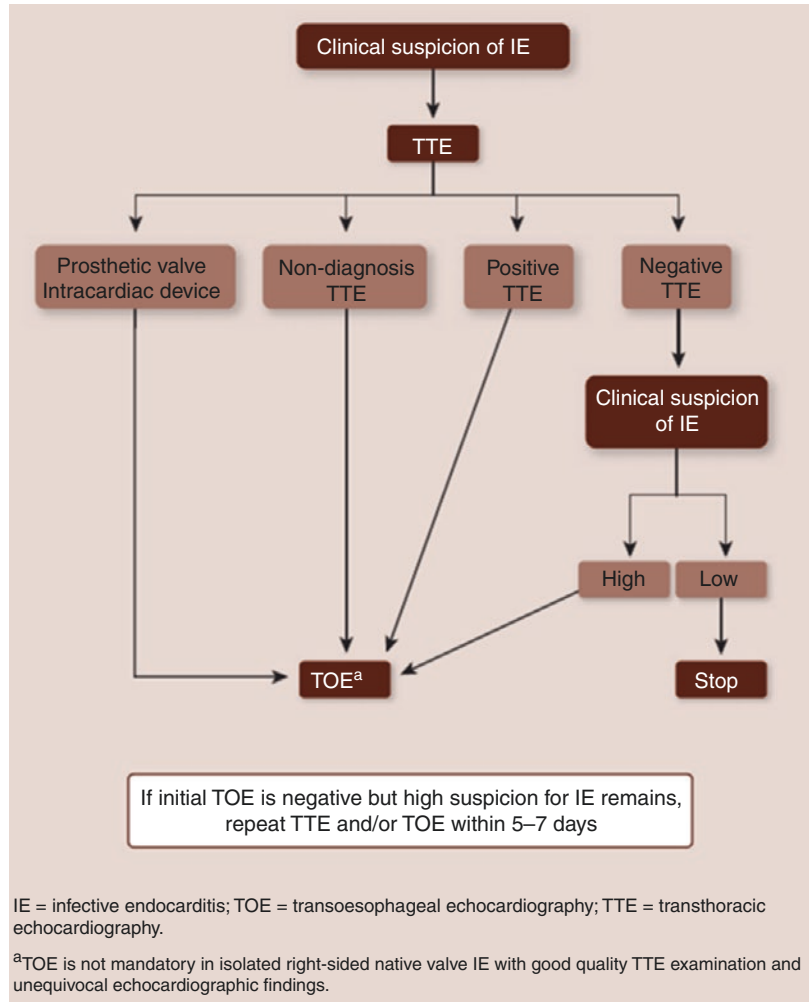 Clinical suspicion of IE
TTE
Prosthetic valve
Intracardiac device
Non-diagnosis
TTE
Positive
TTE
Negative
TTE
Clinical suspicion
of IE
High
Low
TOEa
Stop
If initial TOE is negative but high suspicion for IE remains,
repeat TTE and/or TOE within 5–7 days
IE = infective endocarditis; TOE = transoesophageal echocardiography; TTE = transthoracic
echocardiography.
aTOE is not mandatory in isolated right-sided native valve IE with good quality TTE examination and
unequivocal echocardiographic findings.